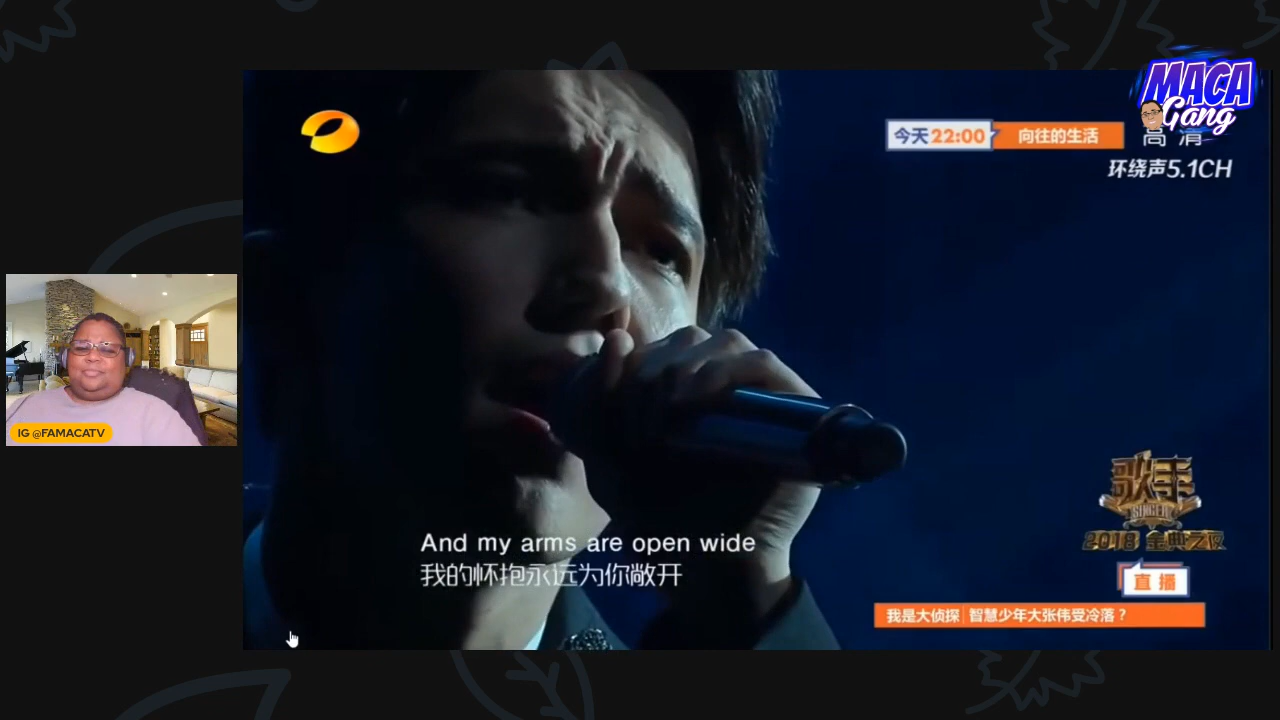 MACA
Gang
今天22:00 向往的生活
高清
环绕声5.1CH
IG @FAMACATV
歌手
SINGER
2018 金典之夜
And my arms are open wide
我的怀抱永远为你敞开
直播
我是大侦探 智慧少年大张伟受冷落？